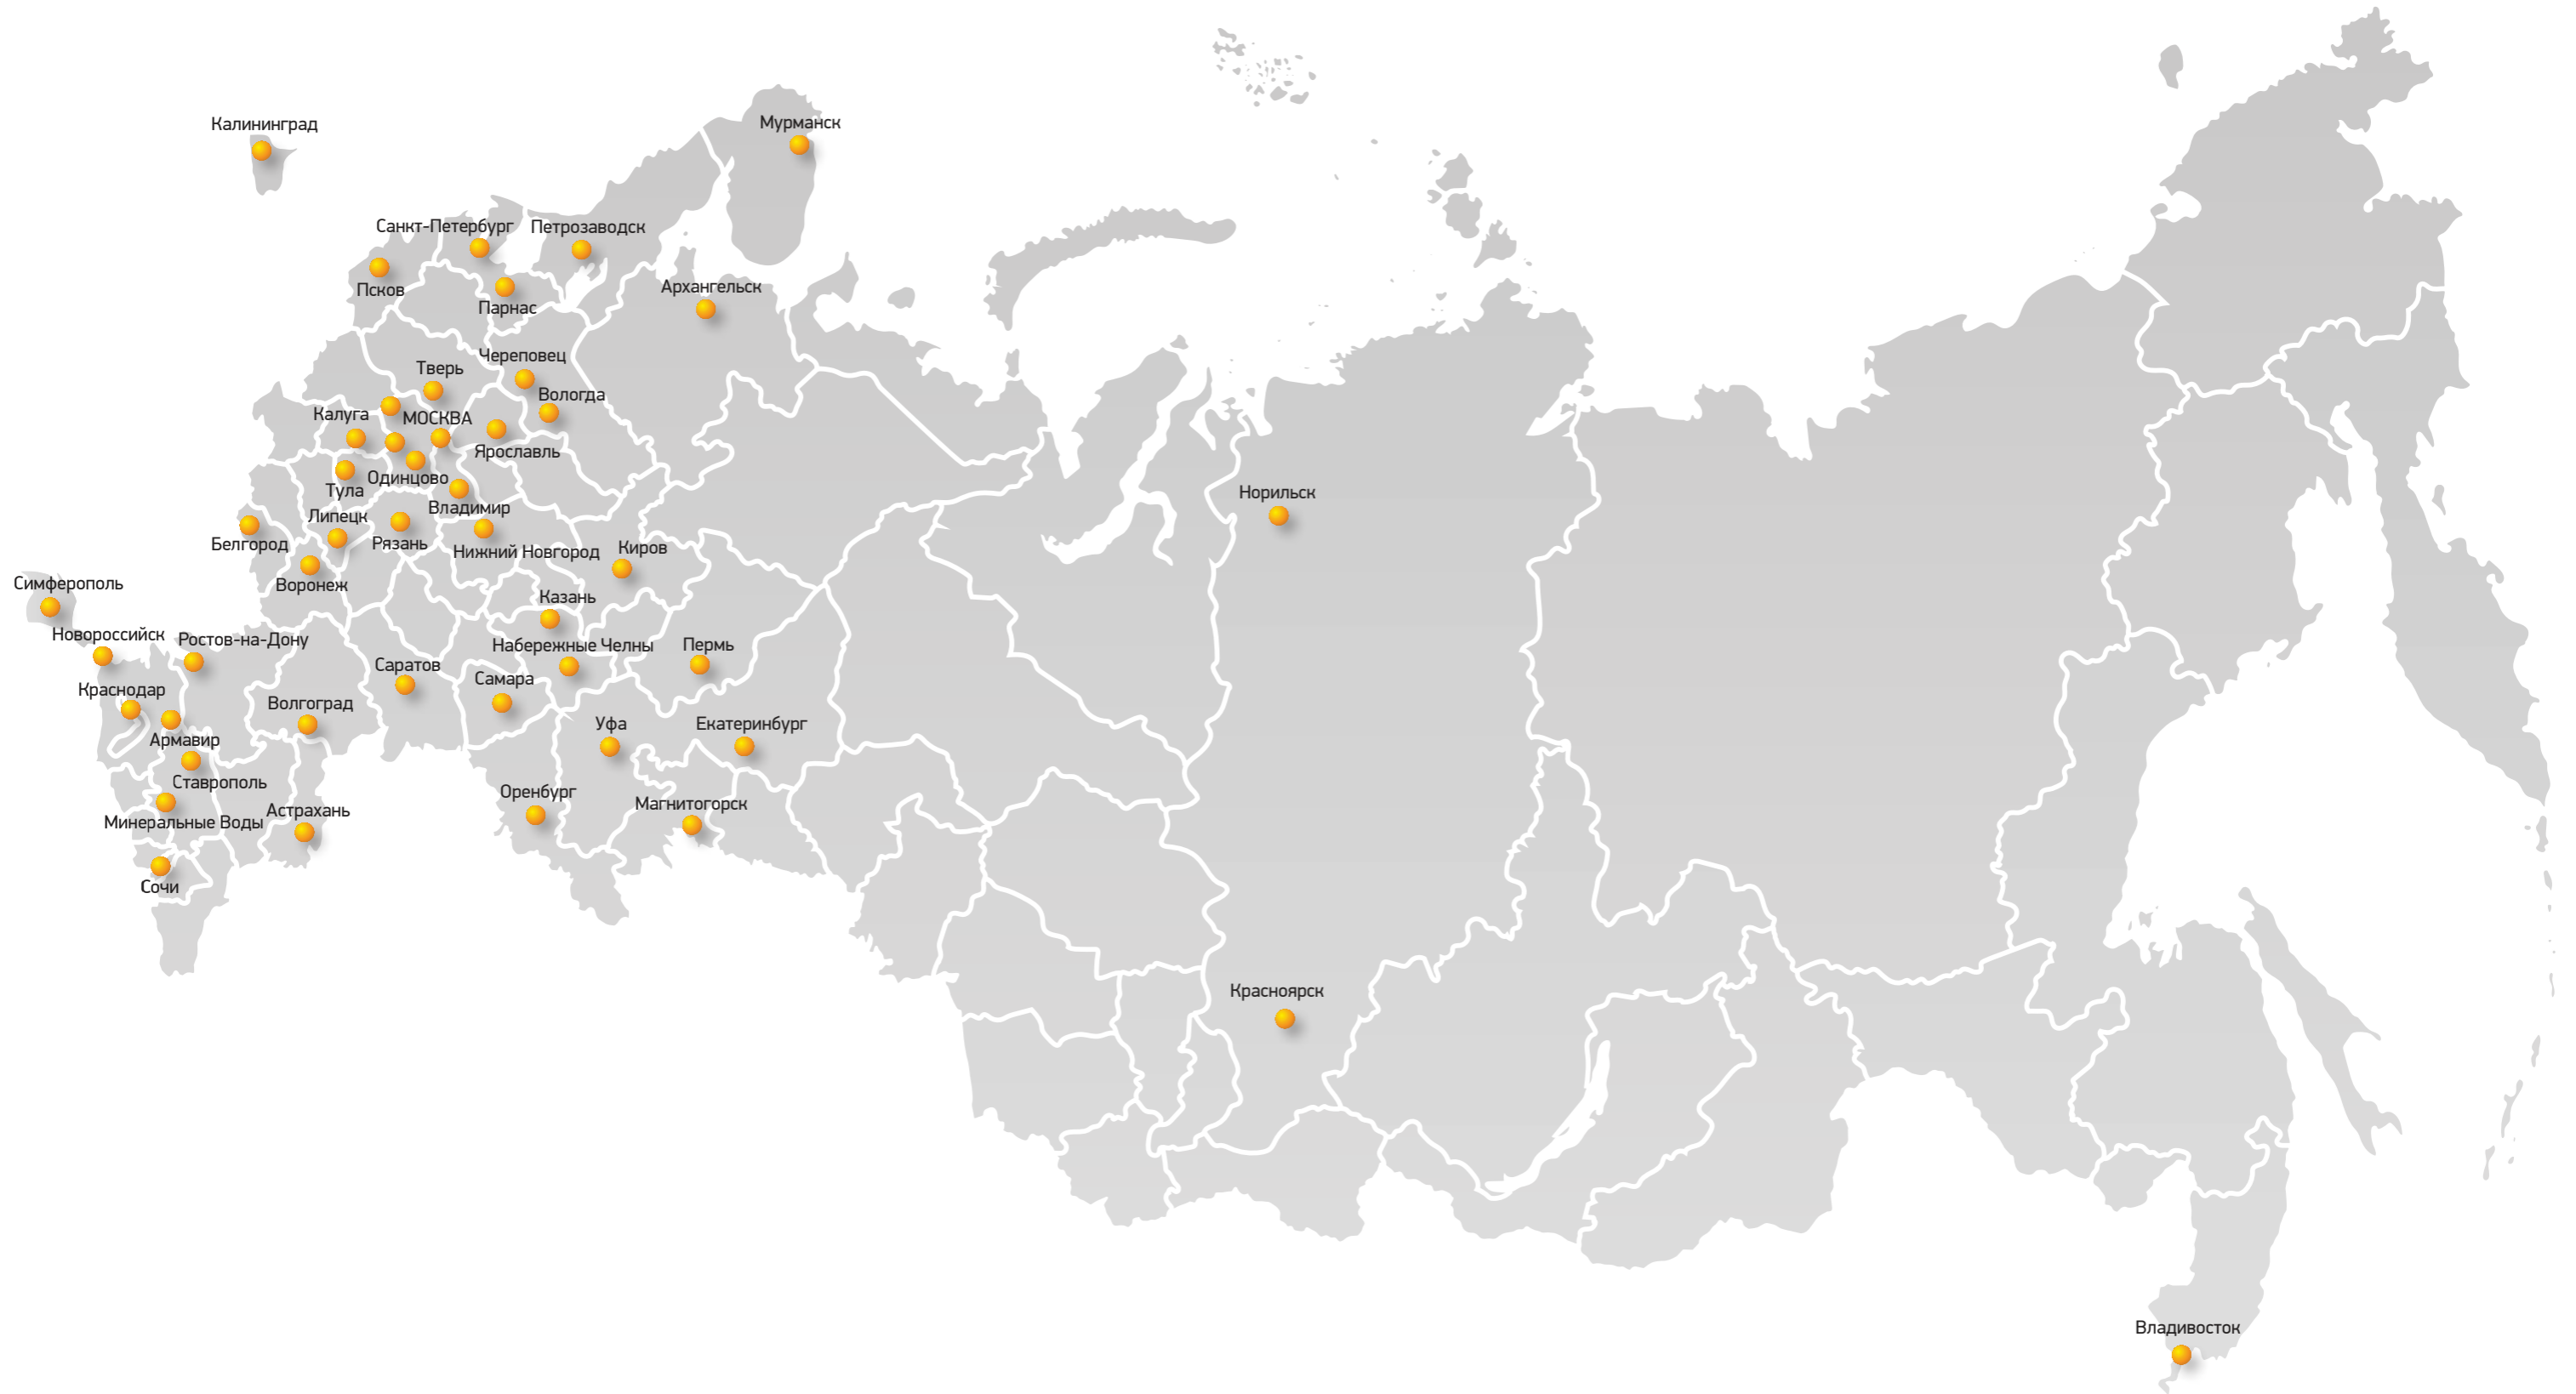 Калининград
Мурманск
Санкт-Петербург
Петрозаводск
Псков
Парнас
Архангельск
Череповец
Тверь
Вологда
Калуга
МОСКВА
Ярославль
Одинцово
Тула
Владимир
Липецк
Рязань
Белгород
Нижний Новгород
Киров
Норильск
Воронеж
Симферополь
Казань
Новороссийск
Ростов-на-Дону
Набережные Челны
Пермь
Саратов
Самара
Краснодар
Волгоград
Уфа
Екатеринбург
Армавир
Ставрополь
Оренбург
Магнитогорск
Астрахань
Минеральные Воды
Сочи
Красноярск
Владивосток